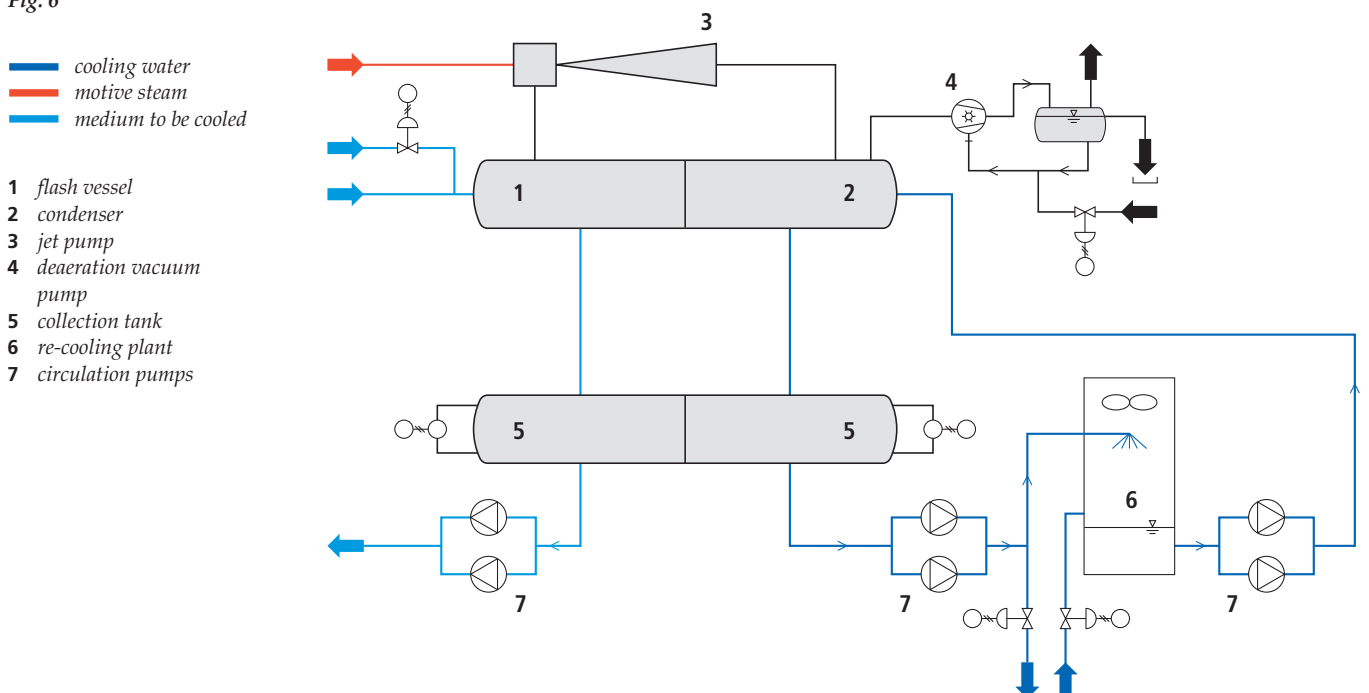 Fig. 6
cooling water
motive steam
medium to be cooled
1 flash vessel
2 condenser
3 jet pump
4 deaeration vacuum
pump
5 collection tank
6 re-cooling plant
7 circulation pumps
3
4
1
2
5
5
6
7
7
7